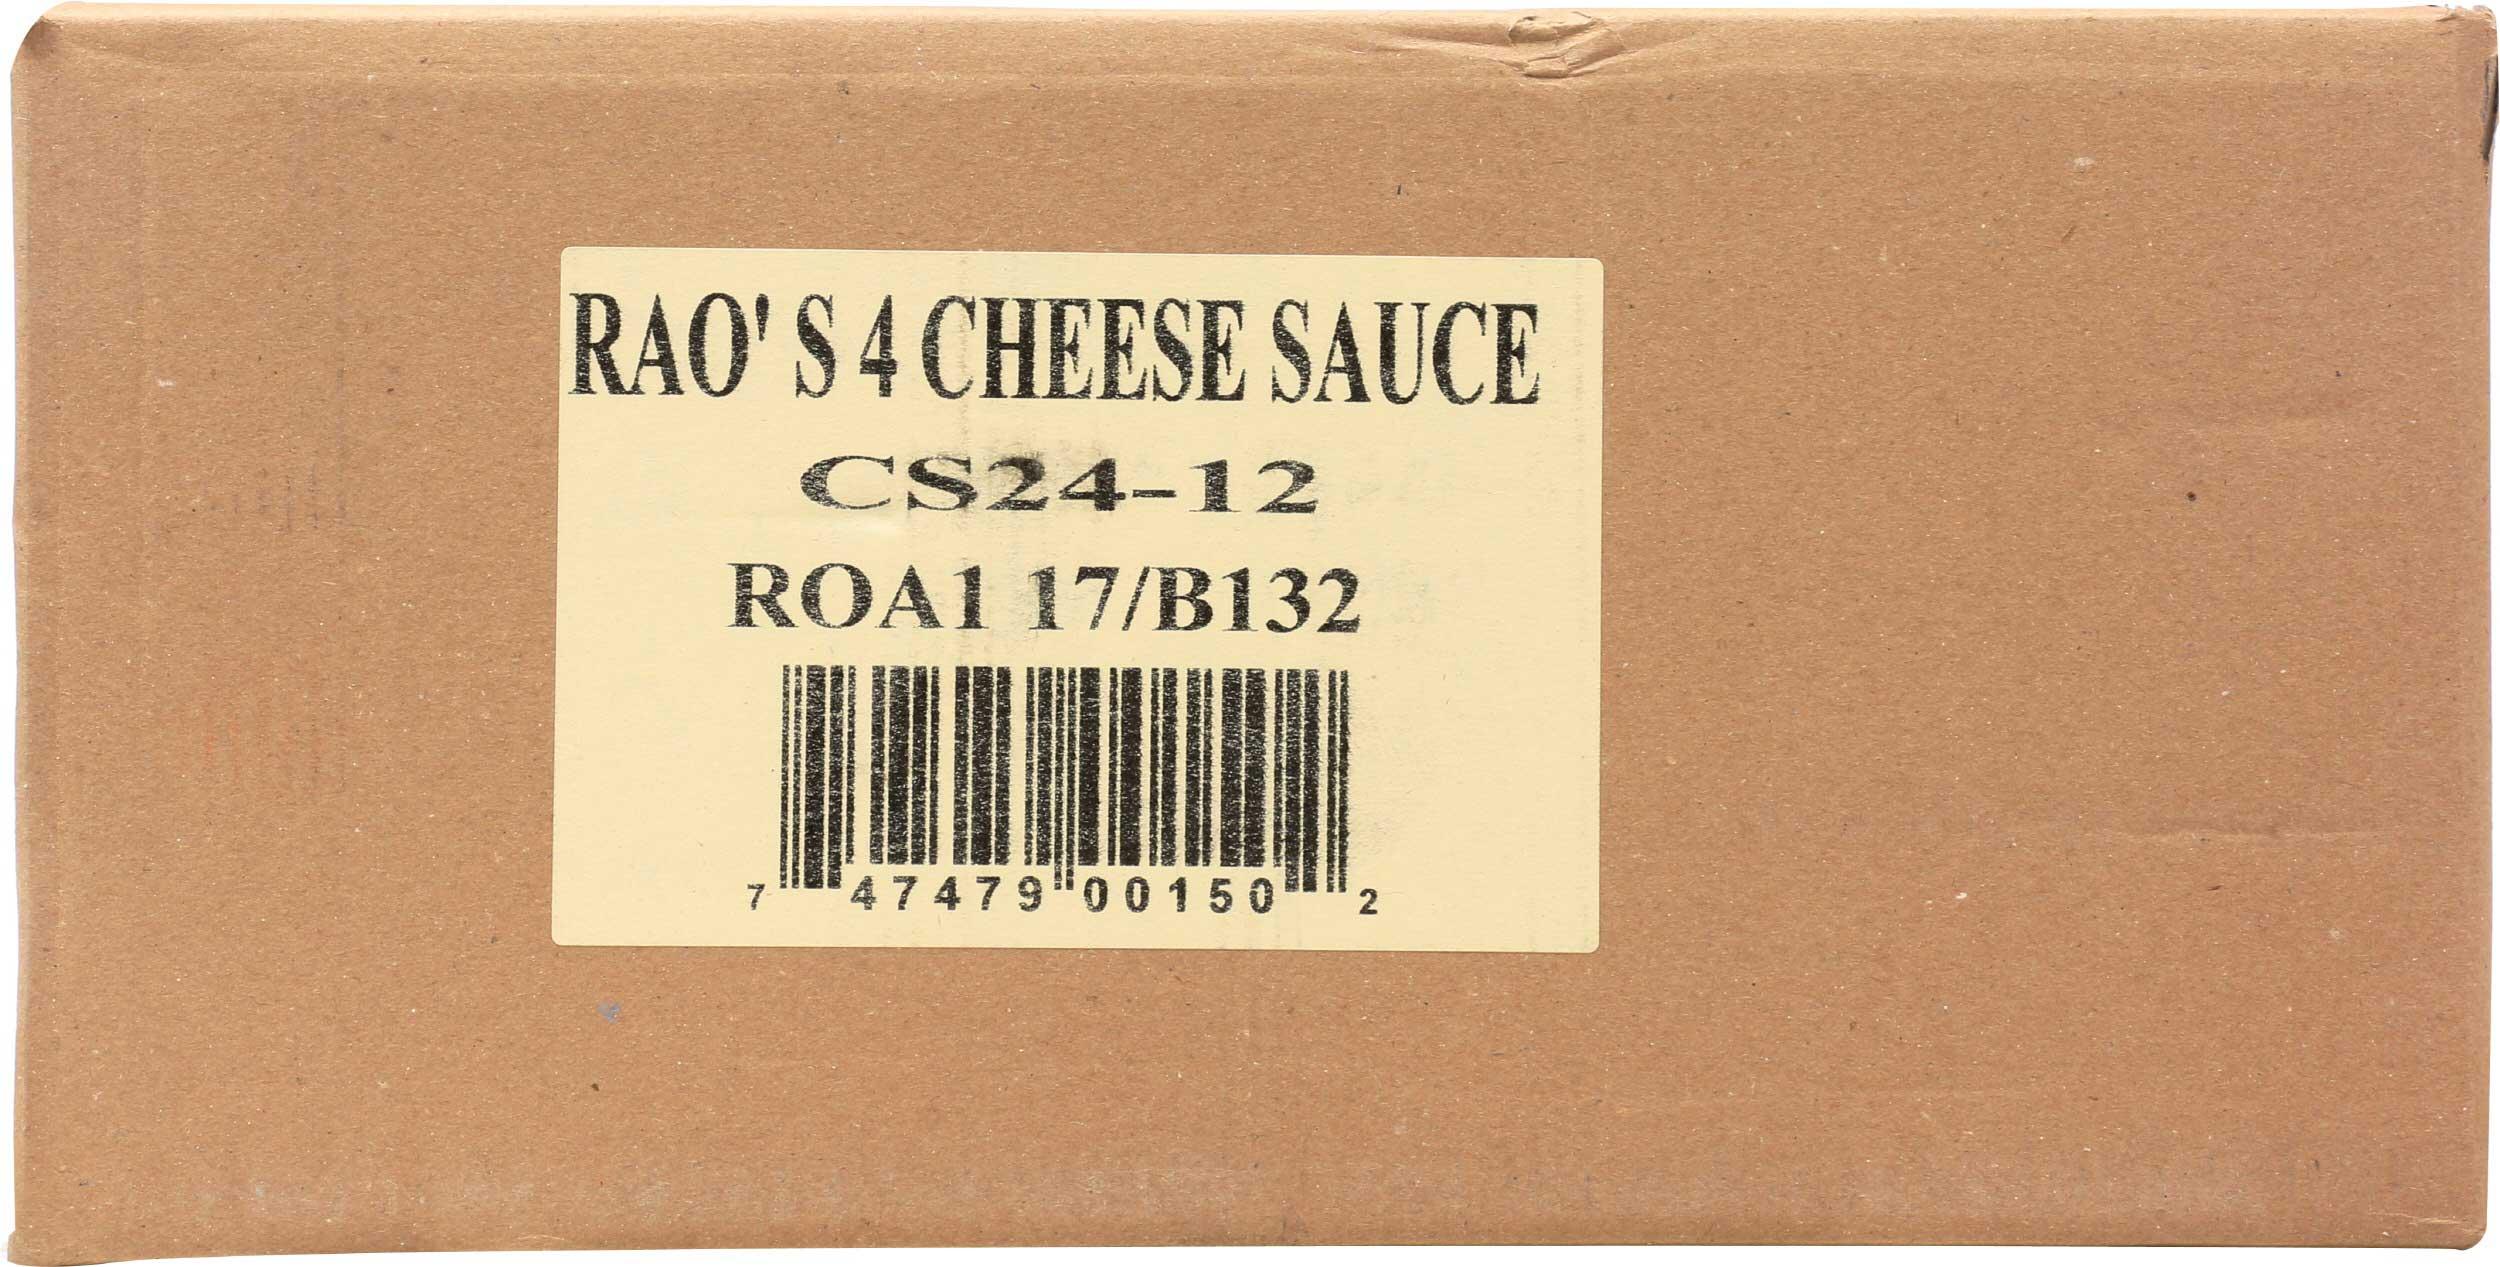 RAO' S 4 CHEESE SAUCE
CS24-12
ROA1 17/B132
7 47479 00150 2